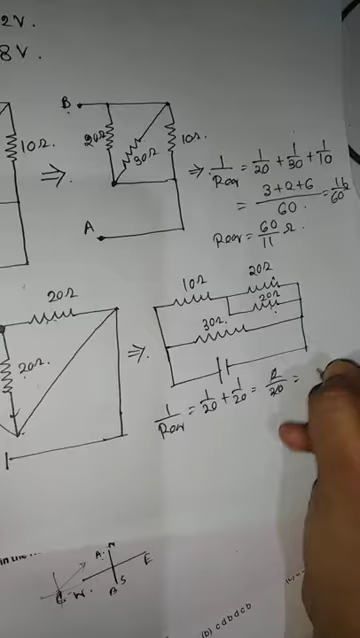 2V.
8V.
B
20Ω
30Ω
10Ω
10Ω
A
⇒
⇒ 1/Req = 1/20 + 1/30 + 1/10
= 3+2+6/60 = 11/60
Req = 60/11 Ω.
20Ω
20Ω
⇒
10Ω
20Ω
20Ω
30Ω
1/Req = 1/20 + 1/20 = 2/20 =
A. N
E
W.
B S
(b) cdbdcb